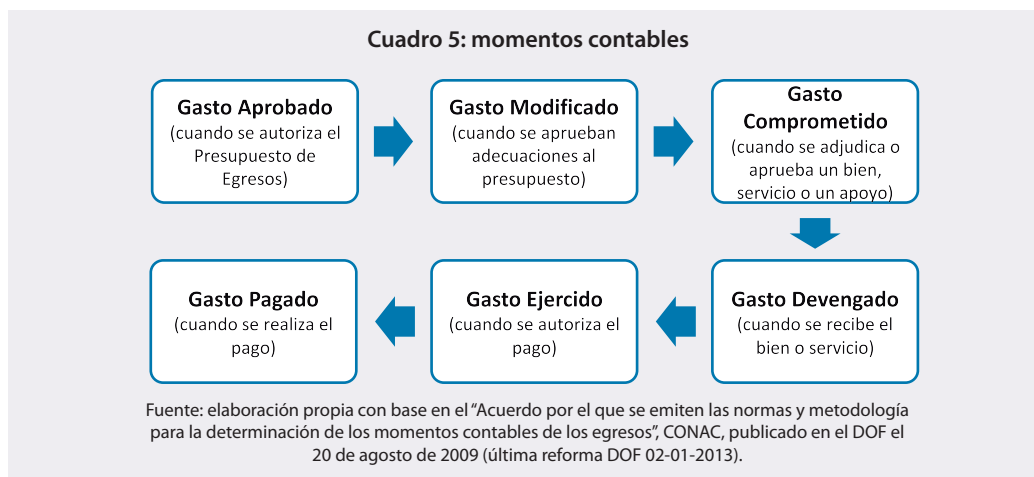 Cuadro 5: momentos contables
Gasto Aprobado
(cuando se autoriza el
Presupuesto de
Egresos)
Gasto Modificado
(cuando se aprueban
adecuaciones al
presupuesto)
Gasto
Comprometido
(cuando se adjudica o
aprueba un bien,
servicio o un apoyo)
Gasto Devengado
(cuando se recibe el
bien o servicio)
Gasto Ejercido
(cuando se autoriza el
pago)
Gasto Pagado
(cuando se realiza el
pago)
Fuente: elaboración propia con base en el “Acuerdo por el que se emiten las normas y metodología
para la determinación de los momentos contables de los egresos”, CONAC, publicado en el DOF el
20 de agosto de 2009 (última reforma DOF 02-01-2013).